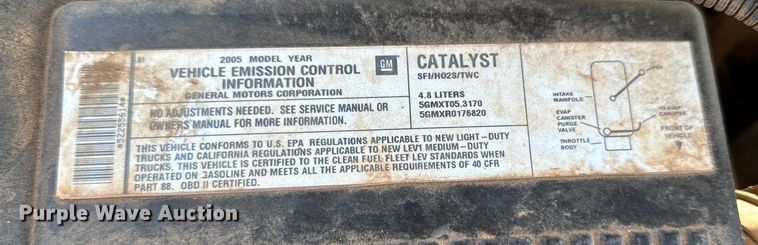 A1
2005 MODEL YEAR
VEHICLE EMISSION CONTROL
INFORMATION
GENERAL MOTORS CORPORATION
GM
CATALYST
SFI/HO2S/TWC
4.8 LITERS
5GMXT05.3170
5GMXR0176820
NO ADJUSTMENTS NEEDED. SEE SERVICE MANUAL OR
OWNERS MANUAL FOR MORE INFORMATION.
THIS VEHICLE CONFORMS TO U.S. EPA REGULATIONS APPLICABLE TO NEW LIGHT-DUTY
TRUCKS AND CALIFORNIA REGULATIONS APPLICABLE TO NEW LEV1 MEDIUM-DUTY
TRUCKS. THIS VEHICLE IS CERTIFIED TO THE CLEAN FUEL FLEET LEV STANDARDS WHEN
OPERATED ON GASOLINE AND MEETS ALL THE APPLICABLE REQUIREMENTS OF 40 CFR
PART 88. OBD II CERTIFIED.
INTAKE
MANIFOLD
EVAP
CANISTER
PURGE
VALVE
THROTTLE
BODY
TO EVAP
CANISTER
FRONT OF
VEHICLE
Purple Wave Auction